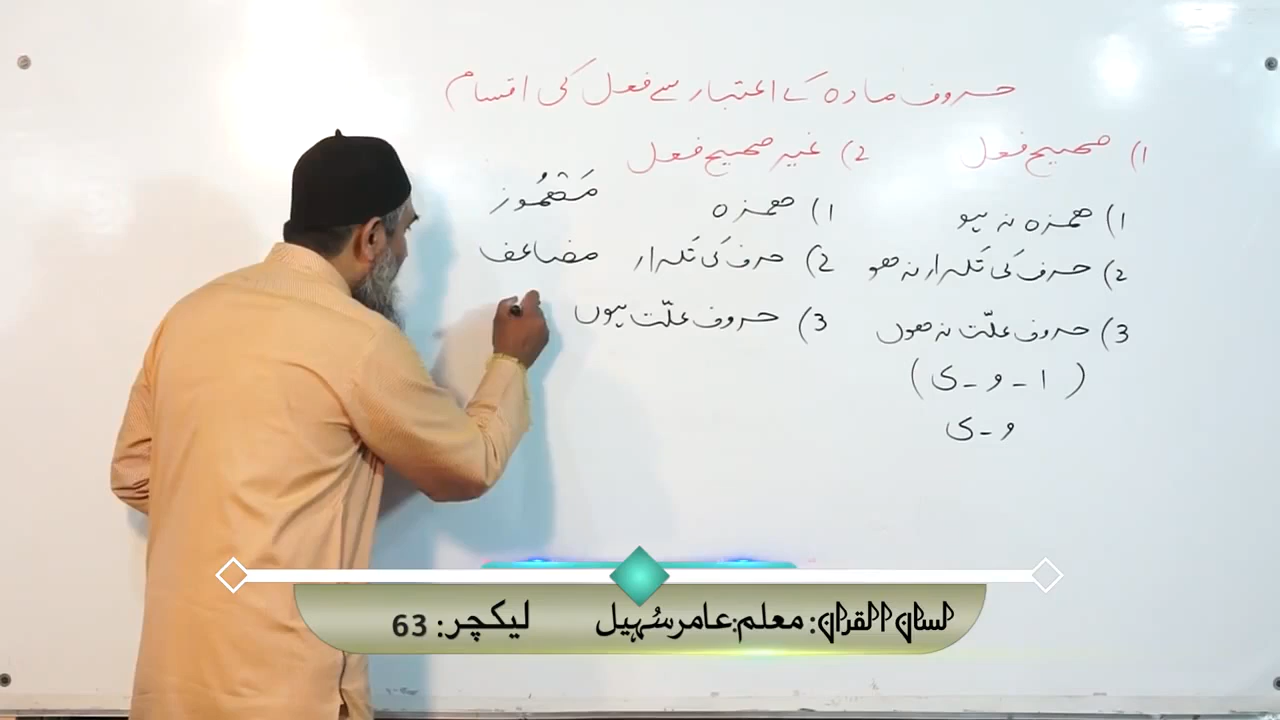 حروف مادہ کے اعتبار سے فعل کی اقسام
1) صحیح فعل 2) غیر صحیح فعل
1) ھمزہ نہ ہو 1) ھمزہ مَھْمُوز
2) حرف کی تکرار نہ ھو 2) حرف کی تکرار مضاعف
3) حروف علّت نہ ھوں 3) حروف علّت ہوں
(ا - و - ی)
و - ی
لسان القرآن: معلم: عامر سُہیل لیکچر: 63